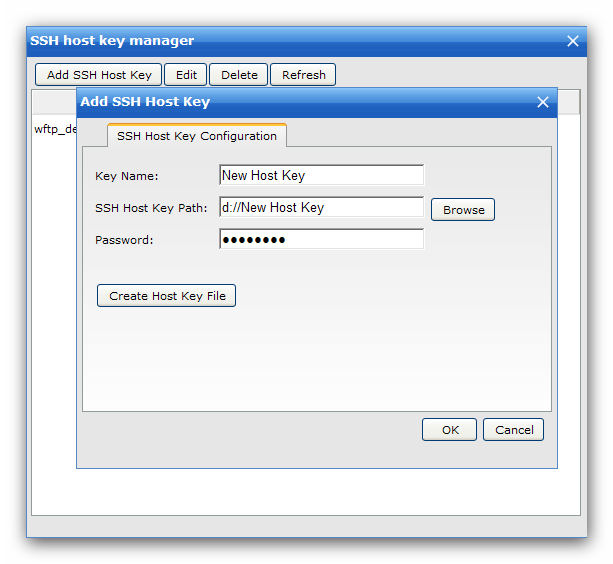 SSH host key manager
Add SSH Host Key Edit Delete Refresh
Add SSH Host Key
wftp_de
SSH Host Key Configuration
Key Name: New Host Key
SSH Host Key Path: d://New Host Key Browse
Password: ●●●●●●●●
Create Host Key File
OK Cancel